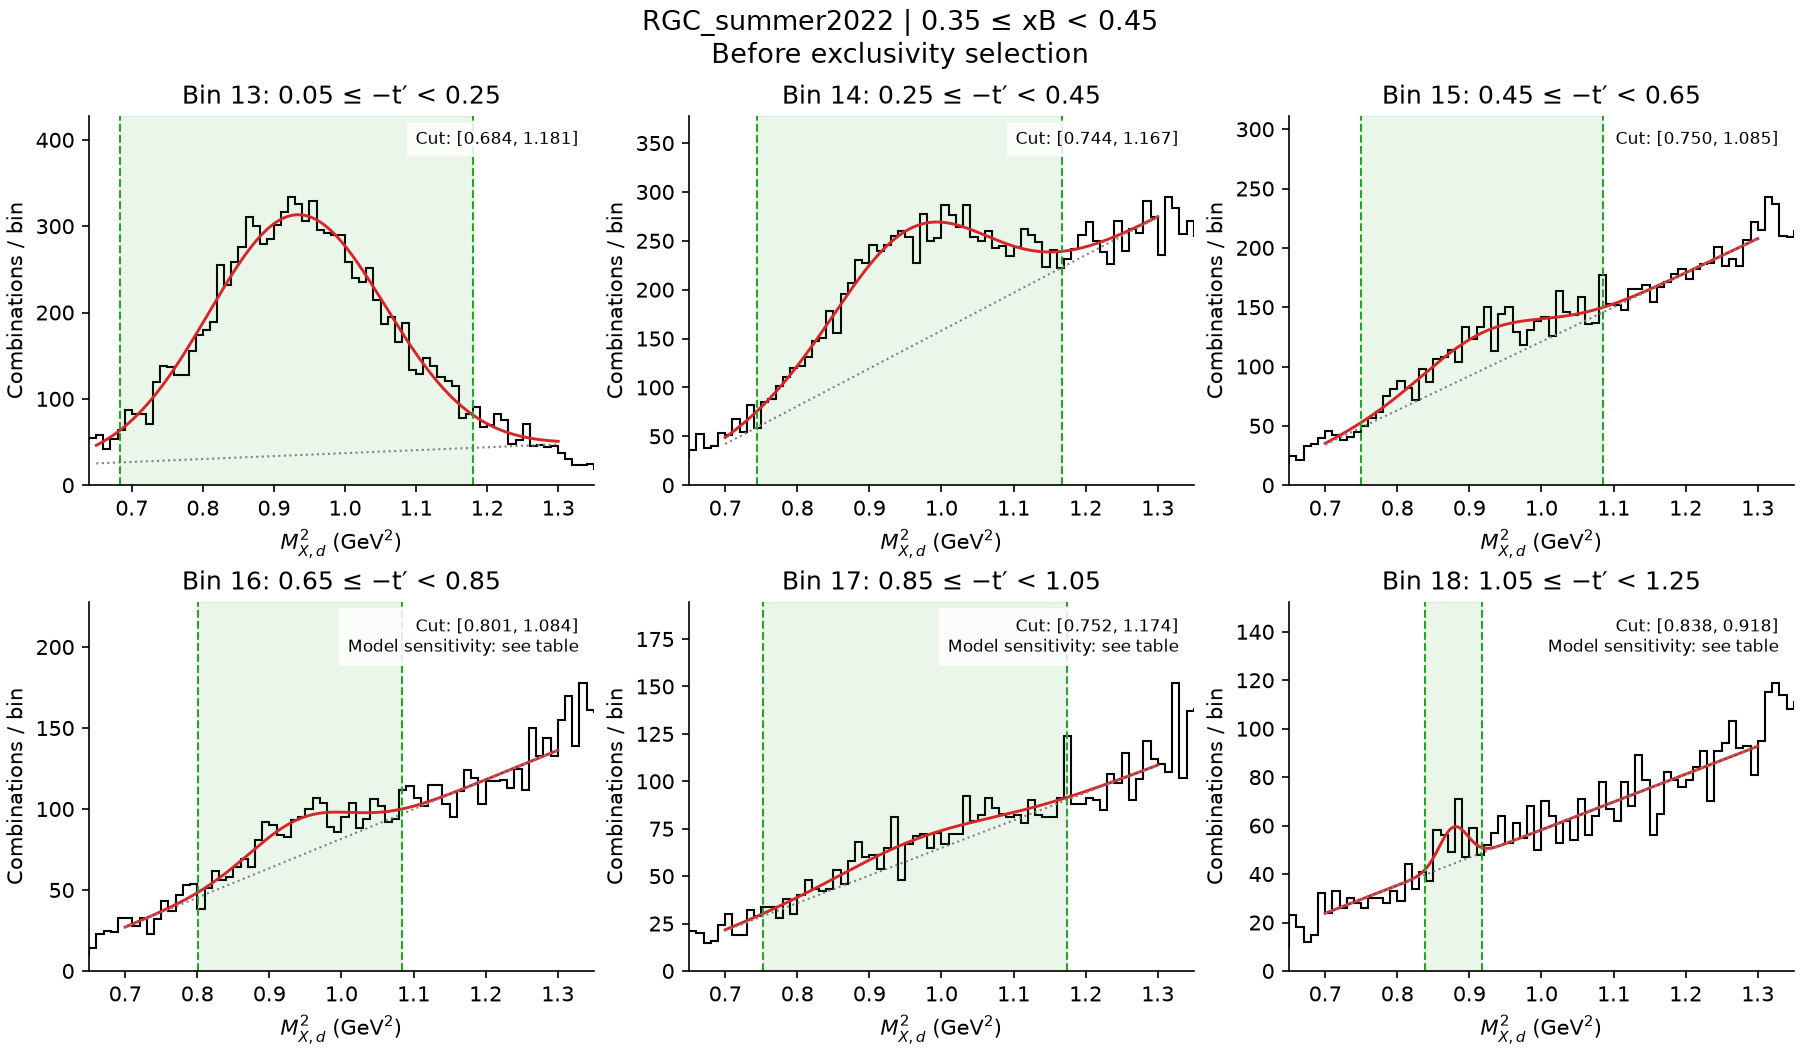 RGC_summer2022 | 0.35 ≤ xB < 0.45
Before exclusivity selection
Bin 13: 0.05 ≤ −t′ < 0.25
Cut: [0.684, 1.181]
Combinations / bin
400
300
200
100
0
0.7 0.8 0.9 1.0 1.1 1.2 1.3
M²X,d (GeV²)
Bin 14: 0.25 ≤ −t′ < 0.45
Cut: [0.744, 1.167]
Combinations / bin
350
300
250
200
150
100
50
0
0.7 0.8 0.9 1.0 1.1 1.2 1.3
M²X,d (GeV²)
Bin 15: 0.45 ≤ −t′ < 0.65
Cut: [0.750, 1.085]
Combinations / bin
300
250
200
150
100
50
0
0.7 0.8 0.9 1.0 1.1 1.2 1.3
M²X,d (GeV²)
Bin 16: 0.65 ≤ −t′ < 0.85
Cut: [0.801, 1.084]
Model sensitivity: see table
Combinations / bin
200
150
100
50
0
0.7 0.8 0.9 1.0 1.1 1.2 1.3
M²X,d (GeV²)
Bin 17: 0.85 ≤ −t′ < 1.05
Cut: [0.752, 1.174]
Model sensitivity: see table
Combinations / bin
175
150
125
100
75
50
25
0
0.7 0.8 0.9 1.0 1.1 1.2 1.3
M²X,d (GeV²)
Bin 18: 1.05 ≤ −t′ < 1.25
Cut: [0.838, 0.918]
Model sensitivity: see table
Combinations / bin
140
120
100
80
60
40
20
0
0.7 0.8 0.9 1.0 1.1 1.2 1.3
M²X,d (GeV²)